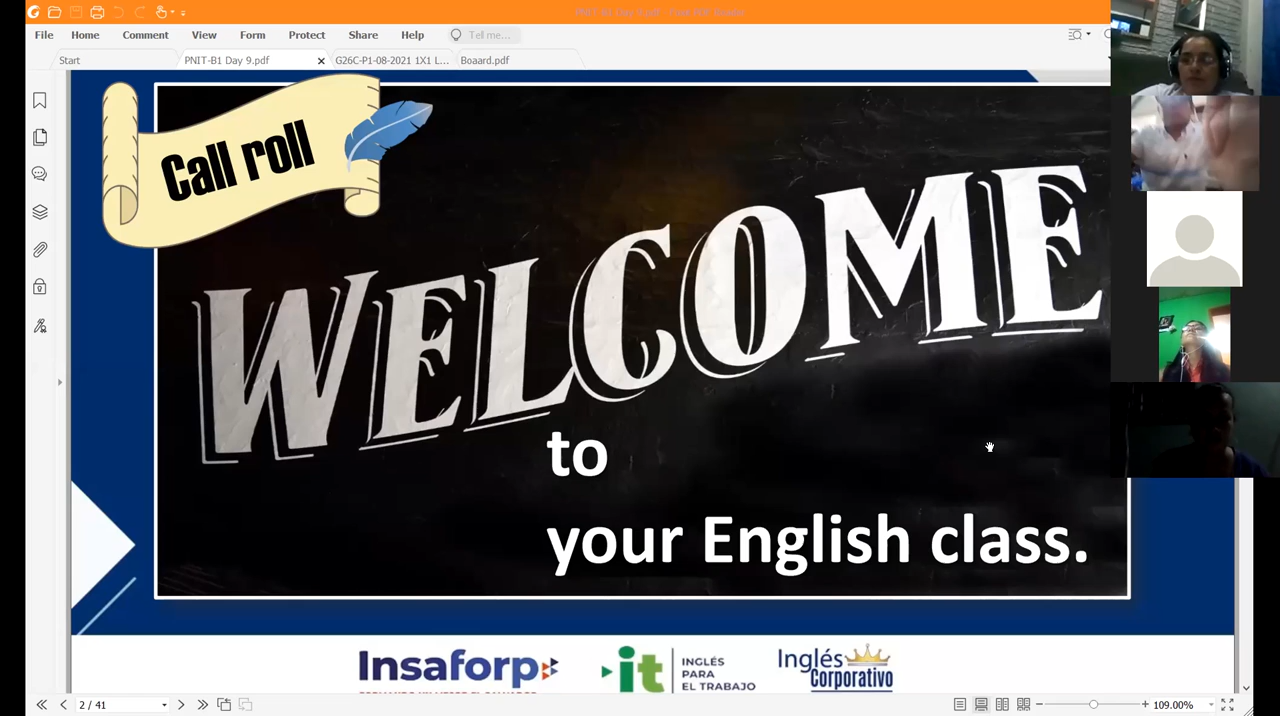 File Home Comment View Form Protect Share Help Tell me...
Start PNIT-B1 Day 9.pdf G26C-P1-08-2021 1X1 L... Boaard.pdf
Call roll
WELCOME
to
your English class.
Insaforp
it
INGLÉS
PARA
EL TRABAJO
Inglés
Corporativo
2 / 41
109.00%